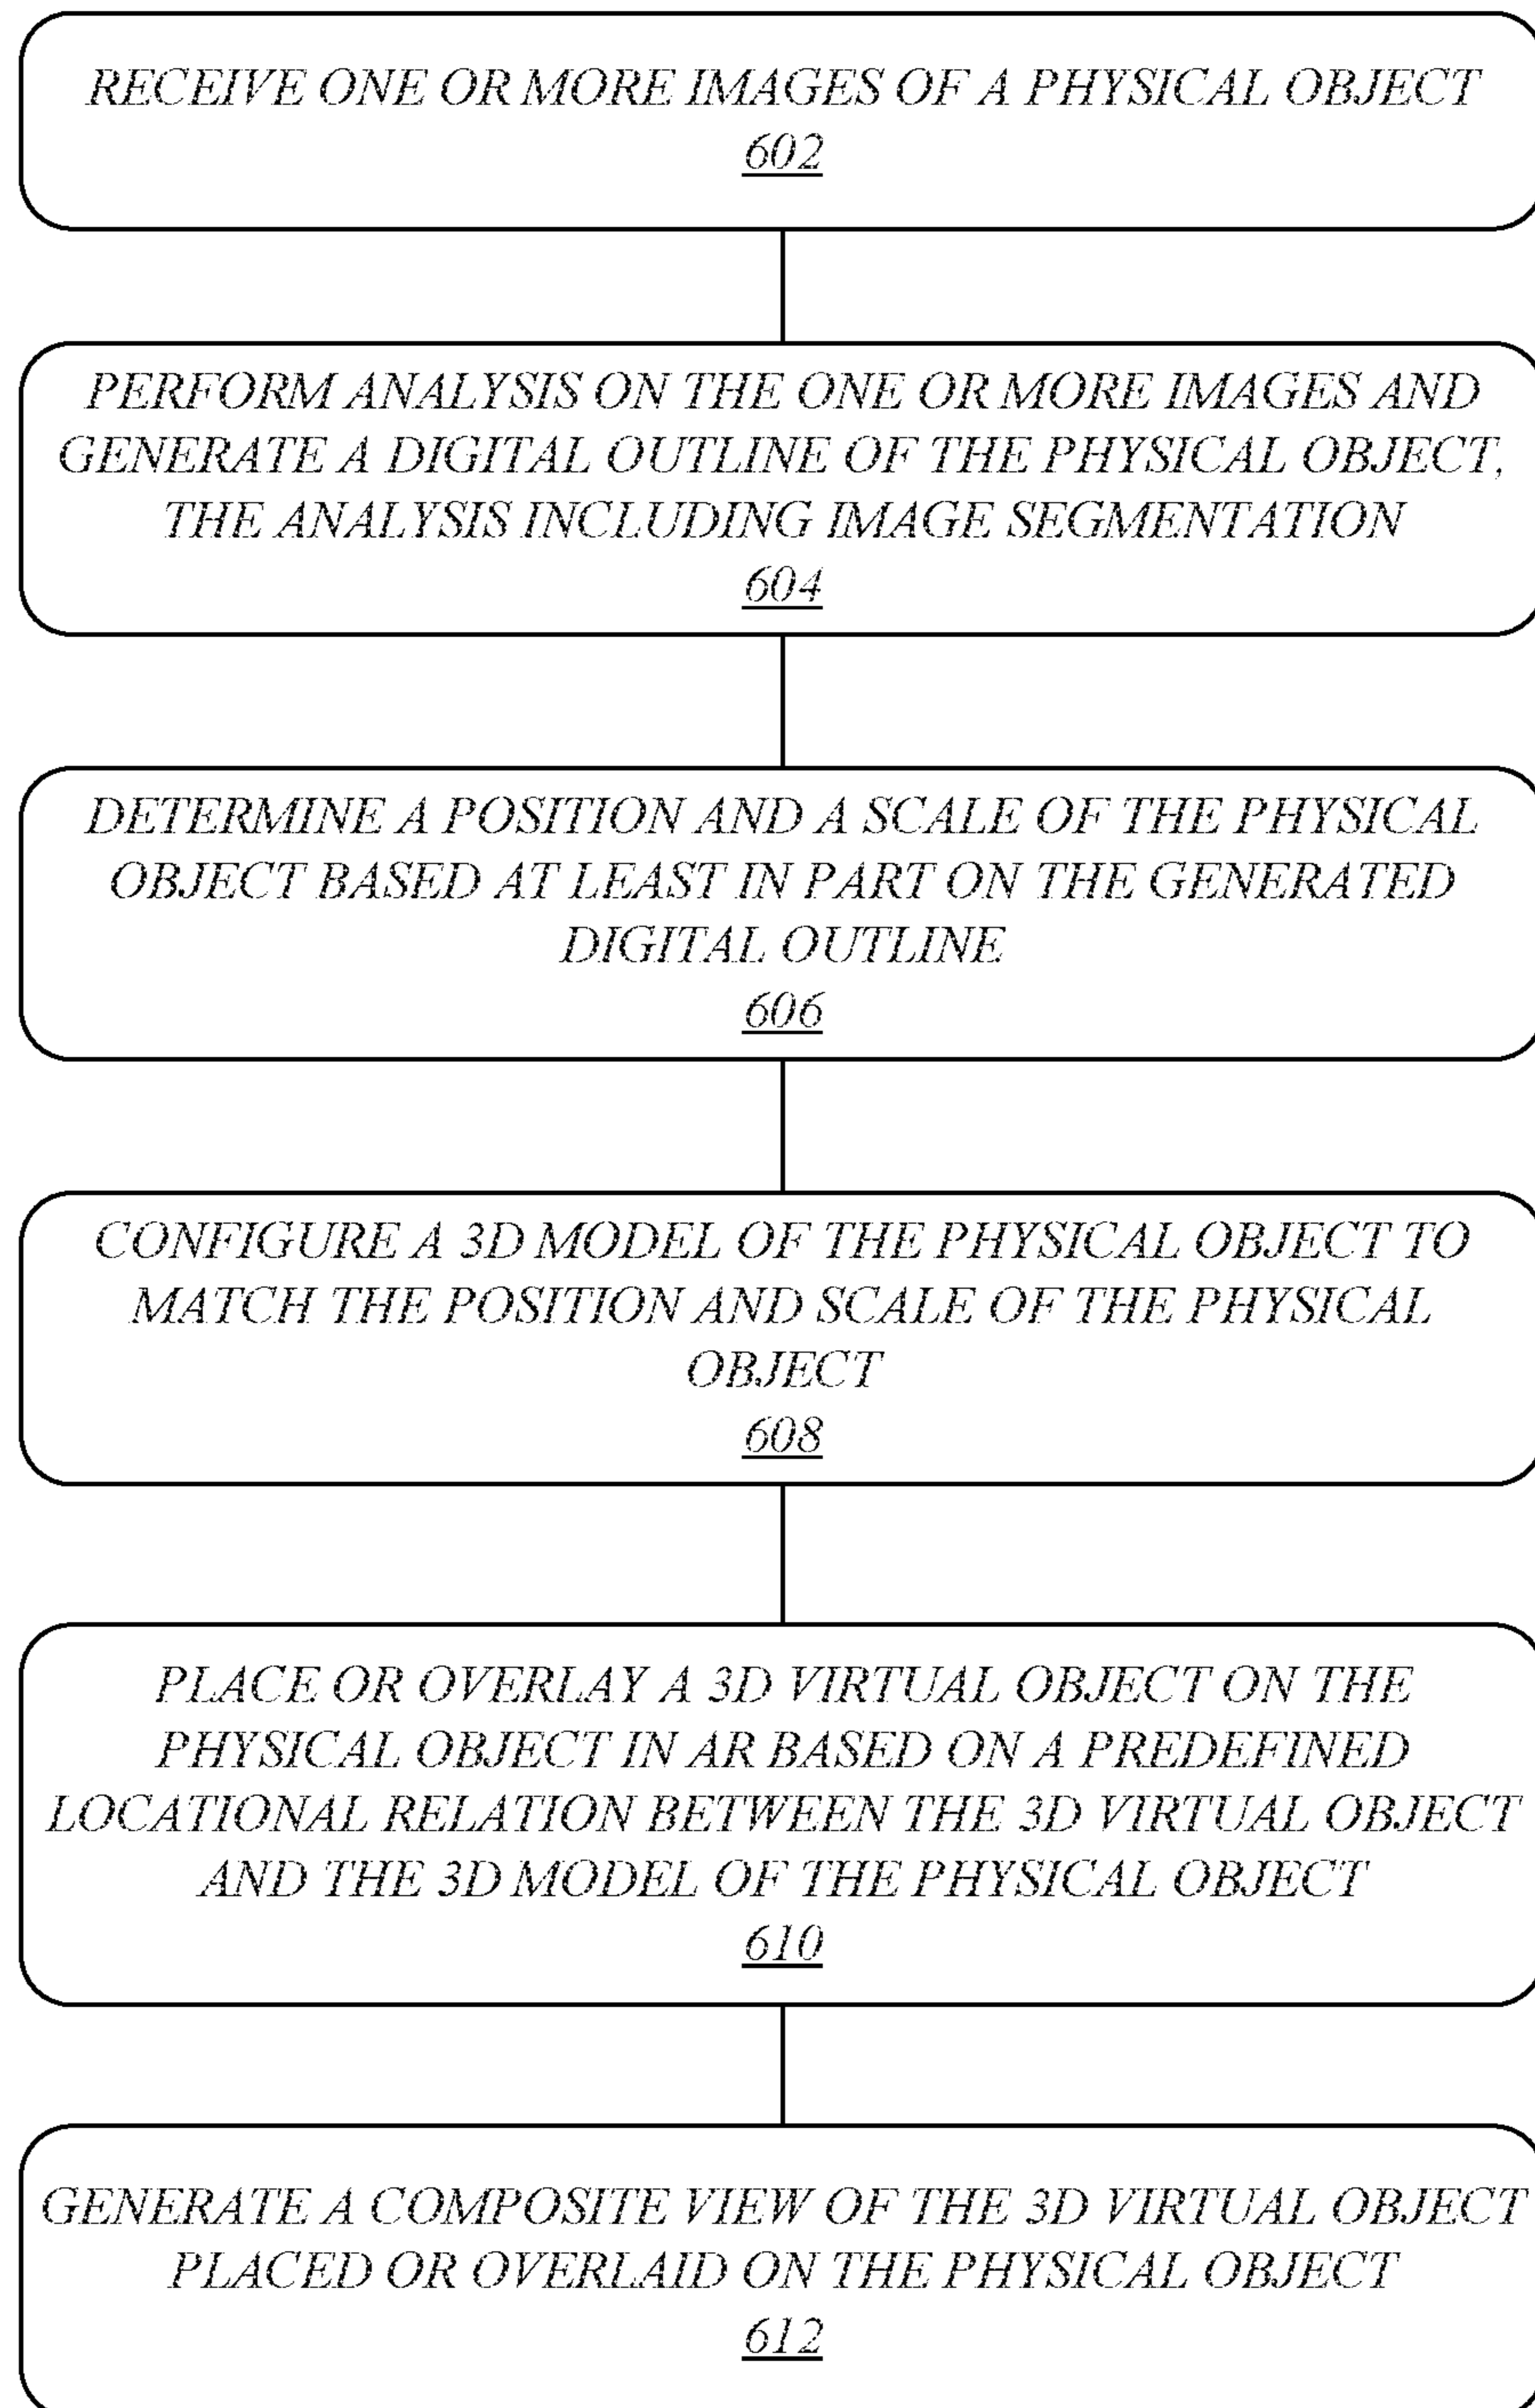 RECEIVE ONE OR MORE IMAGES OF A PHYSICAL OBJECT
602
PERFORM ANALYSIS ON THE ONE OR MORE IMAGES AND
GENERATE A DIGITAL OUTLINE OF THE PHYSICAL OBJECT,
THE ANALYSIS INCLUDING IMAGE SEGMENTATION
604
DETERMINE A POSITION AND A SCALE OF THE PHYSICAL
OBJECT BASED AT LEAST IN PART ON THE GENERATED
DIGITAL OUTLINE
606
CONFIGURE A 3D MODEL OF THE PHYSICAL OBJECT TO
MATCH THE POSITION AND SCALE OF THE PHYSICAL
OBJECT
608
PLACE OR OVERLAY A 3D VIRTUAL OBJECT ON THE
PHYSICAL OBJECT IN AR BASED ON A PREDEFINED
LOCATIONAL RELATION BETWEEN THE 3D VIRTUAL OBJECT
AND THE 3D MODEL OF THE PHYSICAL OBJECT
610
GENERATE A COMPOSITE VIEW OF THE 3D VIRTUAL OBJECT
PLACED OR OVERLAID ON THE PHYSICAL OBJECT
612